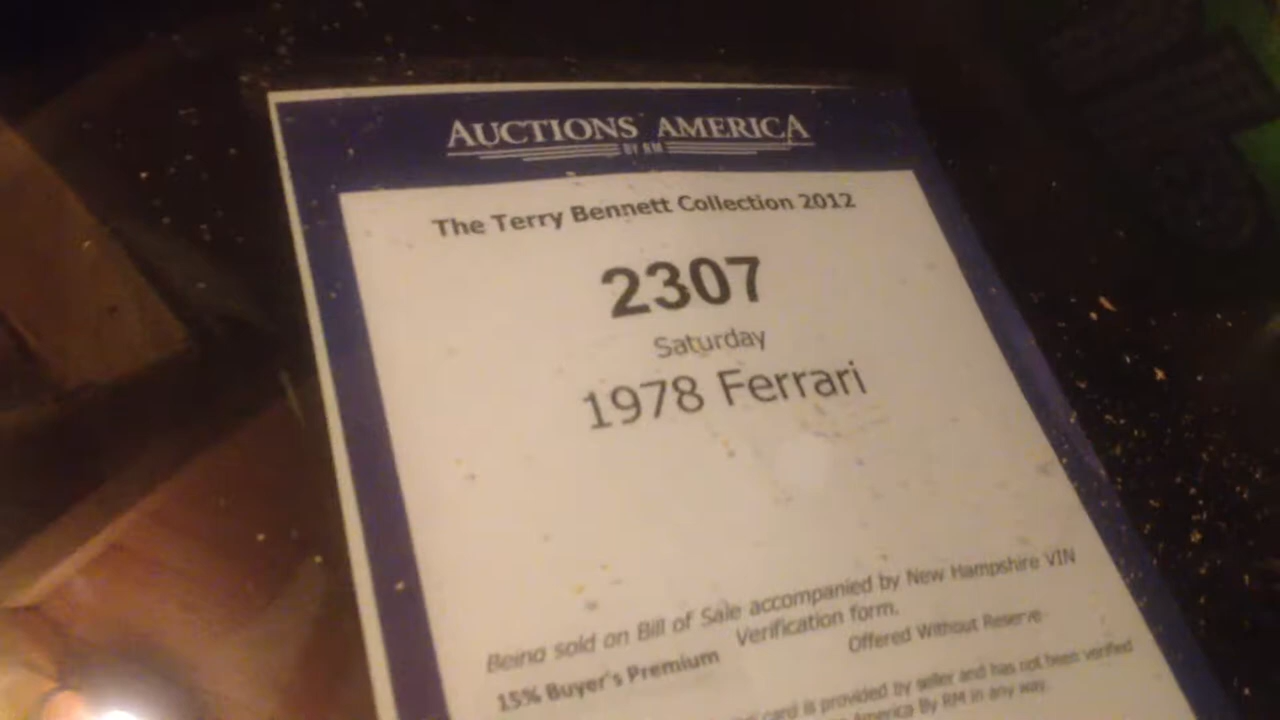 AUCTIONS AMERICA
BY RM
The Terry Bennett Collection 2012
2307
Saturday
1978 Ferrari
Being sold on Bill of Sale accompanied by New Hampshire VIN
Verification form.
15% Buyer's Premium Offered Without Reserve
card is provided by seller and has not been verified
America By RM in any way.